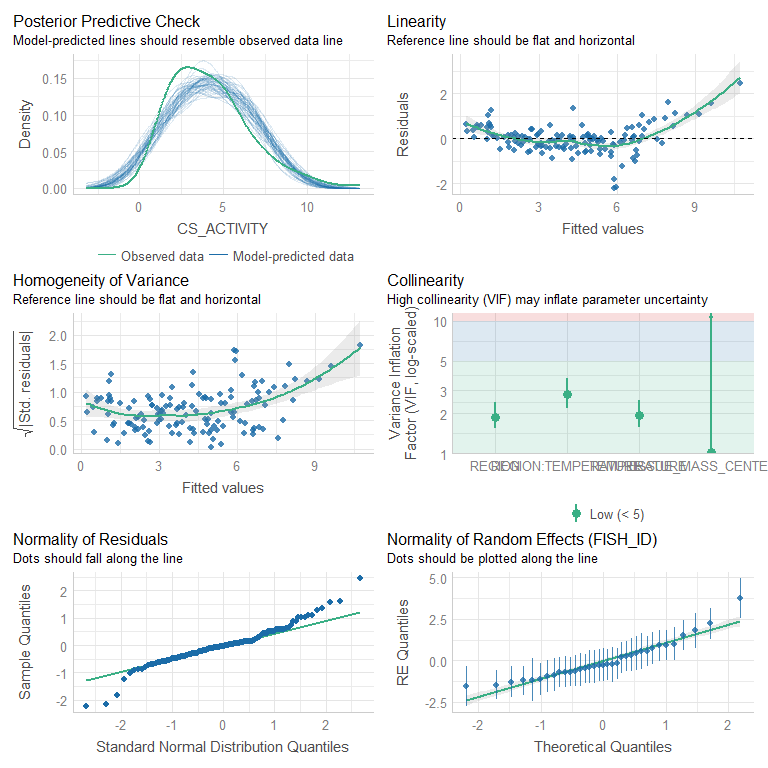 Posterior Predictive Check
Model-predicted lines should resemble observed data line
Density
0.15
0.10
0.05
0.00
0
5
10
CS_ACTIVITY
Observed data
Model-predicted data
Linearity
Reference line should be flat and horizontal
Residuals
2
0
-2
0
3
6
9
Fitted values
Homogeneity of Variance
Reference line should be flat and horizontal
√|Std. residuals|
2.0
1.5
1.0
0.5
0.0
0
3
6
9
Fitted values
Collinearity
High collinearity (VIF) may inflate parameter uncertainty
Variance Inflation
Factor (VIF, log-scaled)
10
5
3
2
1
Low (< 5)
Normality of Residuals
Dots should fall along the line
Sample Quantiles
2
1
0
-1
-2
-2
-1
0
1
2
Standard Normal Distribution Quantiles
Normality of Random Effects (FISH_ID)
Dots should be plotted along the line
RE Quantiles
5.0
2.5
0.0
-2.5
-2
-1
0
1
2
Theoretical Quantiles